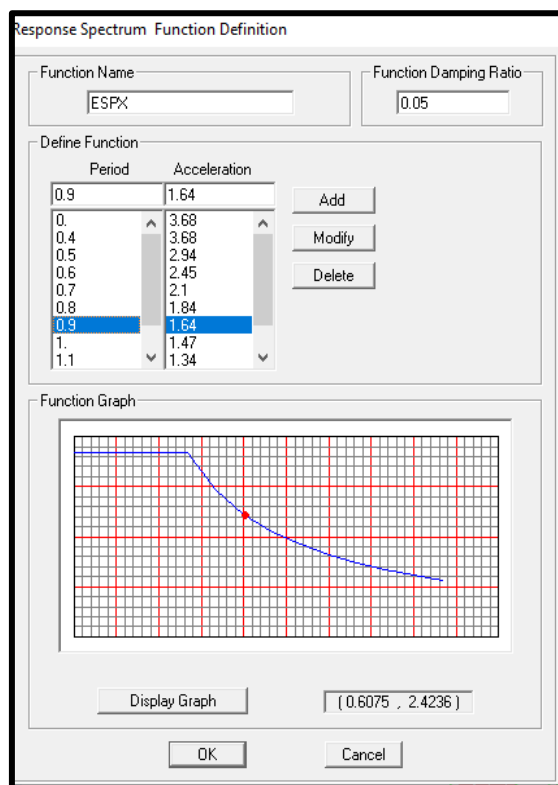 Response Spectrum Function Definition
Function Name
ESPX
Function Damping Ratio
0.05
Define Function
Period Acceleration
0.9 1.64
0. 3.68
0.4 3.68
0.5 2.94
0.6 2.45
0.7 2.1
0.8 1.84
0.9 1.64
1. 1.47
1.1 1.34
Add
Modify
Delete
Function Graph
Display Graph
(0.6075 , 2.4236 )
OK
Cancel